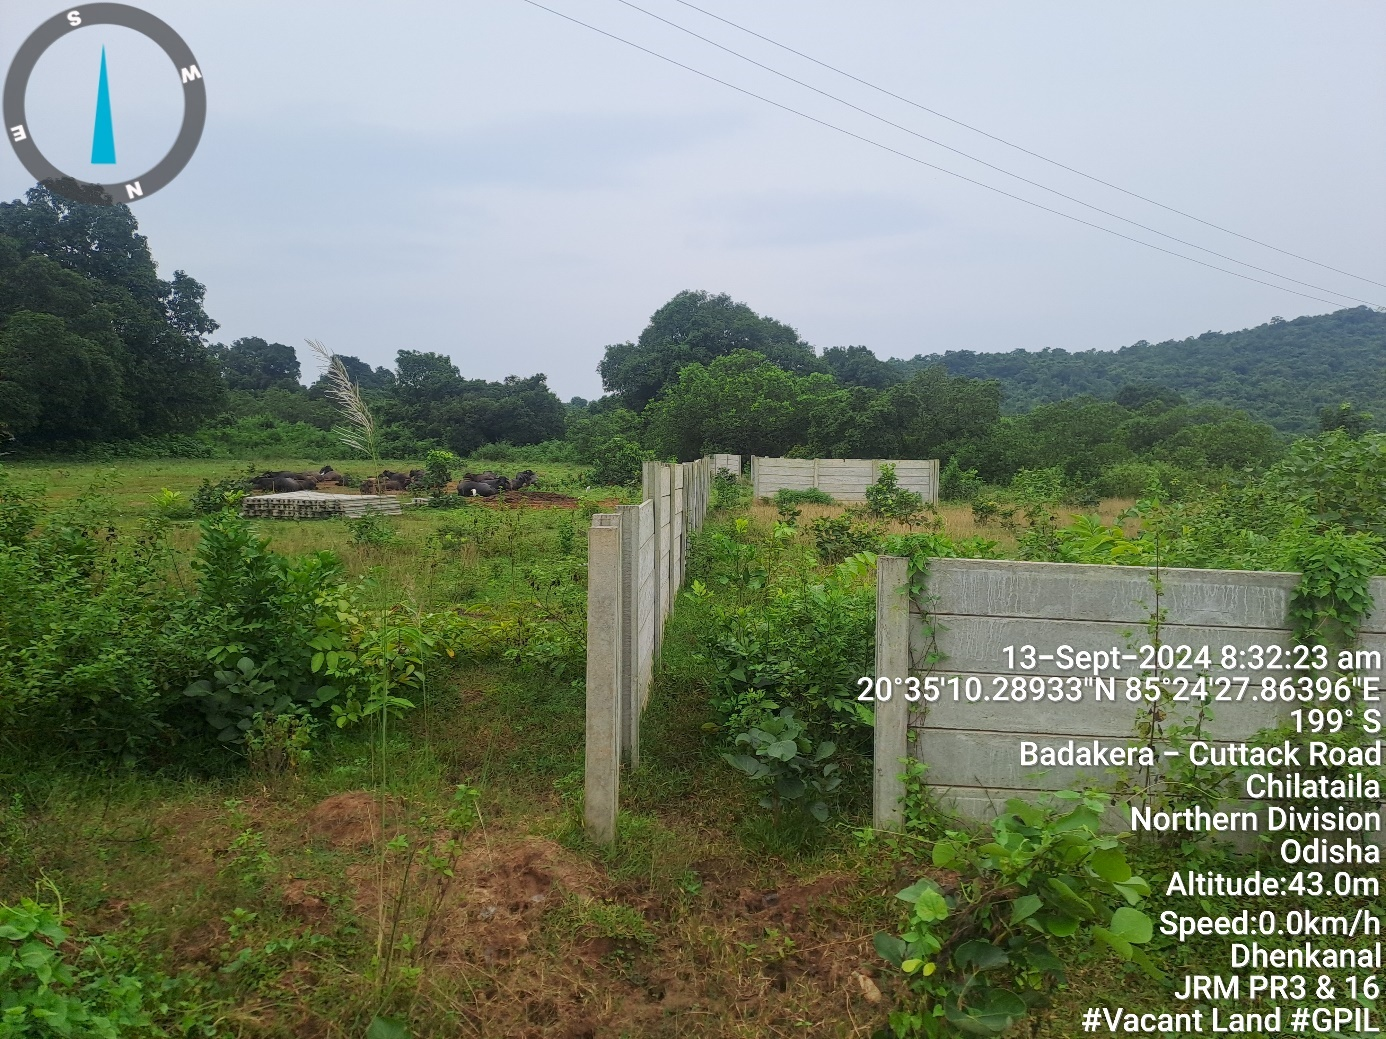 S
W
E
N
13-Sept-2024 8:32:23 am
20°35'10.28933"N 85°24'27.86396"E
199° S
Badakera - Cuttack Road
Chilataila
Northern Division
Odisha
Altitude:43.0m
Speed:0.0km/h
Dhenkanal
JRM PR3 & 16
#Vacant Land #GPIL